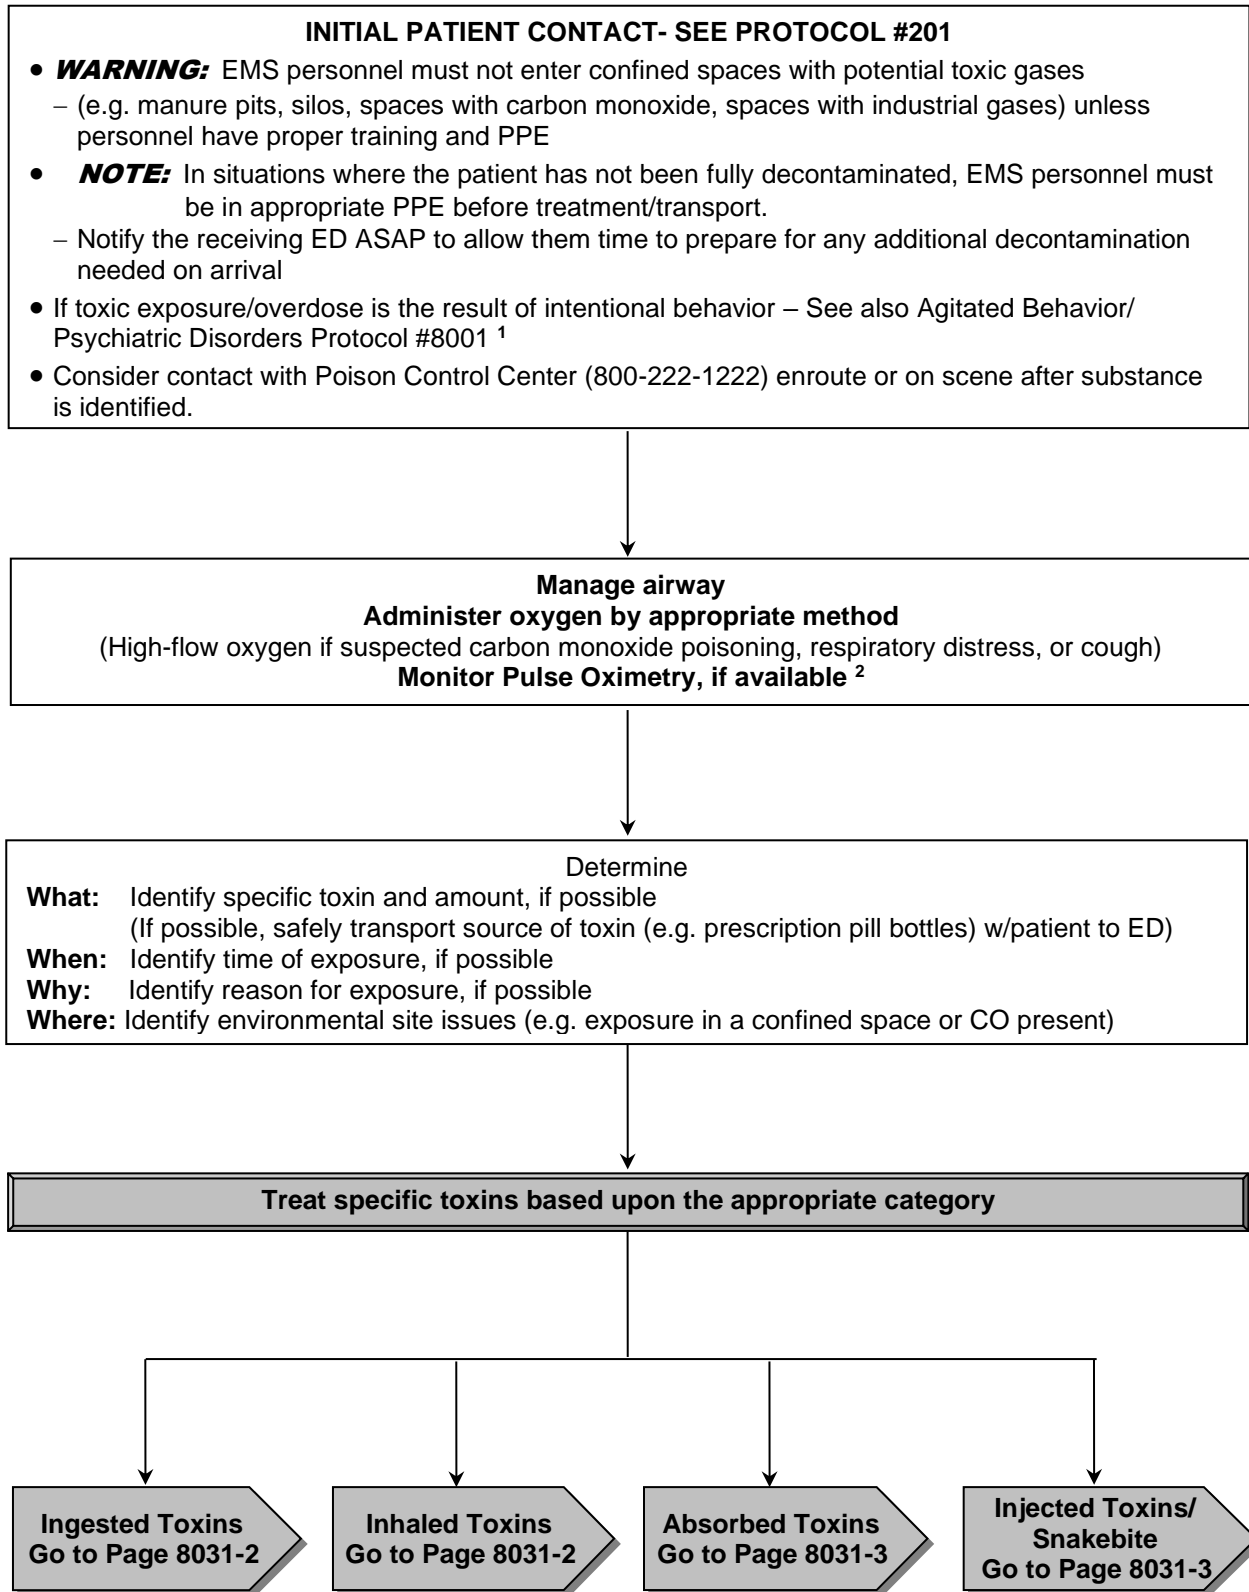 INITIAL PATIENT CONTACT- SEE PROTOCOL #201
• WARNING: EMS personnel must not enter confined spaces with potential toxic gases
– (e.g. manure pits, silos, spaces with carbon monoxide, spaces with industrial gases) unless
personnel have proper training and PPE
• NOTE: In situations where the patient has not been fully decontaminated, EMS personnel must
be in appropriate PPE before treatment/transport.
– Notify the receiving ED ASAP to allow them time to prepare for any additional decontamination
needed on arrival
• If toxic exposure/overdose is the result of intentional behavior – See also Agitated Behavior/
Psychiatric Disorders Protocol #8001 ¹
• Consider contact with Poison Control Center (800-222-1222) enroute or on scene after substance
is identified.
Manage airway
Administer oxygen by appropriate method
(High-flow oxygen if suspected carbon monoxide poisoning, respiratory distress, or cough)
Monitor Pulse Oximetry, if available ²
Determine
What: Identify specific toxin and amount, if possible
(If possible, safely transport source of toxin (e.g. prescription pill bottles) w/patient to ED)
When: Identify time of exposure, if possible
Why: Identify reason for exposure, if possible
Where: Identify environmental site issues (e.g. exposure in a confined space or CO present)
Treat specific toxins based upon the appropriate category
Ingested Toxins
Go to Page 8031-2
Inhaled Toxins
Go to Page 8031-2
Absorbed Toxins
Go to Page 8031-3
Injected Toxins/
Snakebite
Go to Page 8031-3